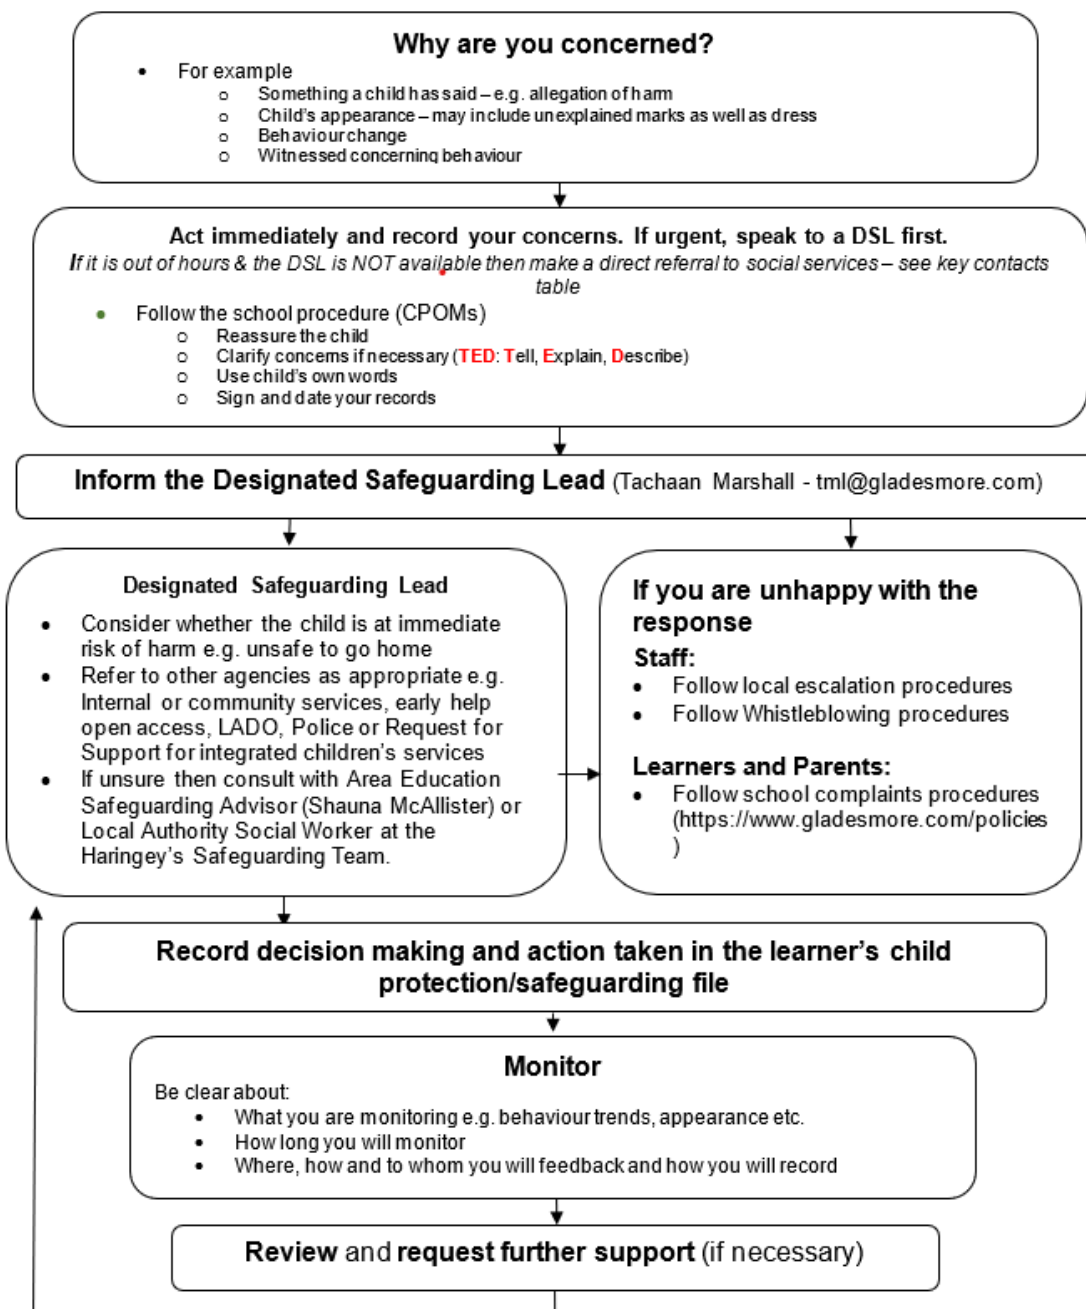 Why are you concerned?
• For example
o Something a child has said – e.g. allegation of harm
o Child's appearance – may include unexplained marks as well as dress
o Behaviour change
o Witnessed concerning behaviour
Act immediately and record your concerns. If urgent, speak to a DSL first.
If it is out of hours & the DSL is NOT available then make a direct referral to social services – see key contacts
table
• Follow the school procedure (CPOMs)
o Reassure the child
o Clarify concerns if necessary (TED: Tell, Explain, Describe)
o Use child's own words
o Sign and date your records
Inform the Designated Safeguarding Lead (Tachaan Marshall - tml@gladesmore.com)
Designated Safeguarding Lead
• Consider whether the child is at immediate
risk of harm e.g. unsafe to go home
• Refer to other agencies as appropriate e.g.
Internal or community services, early help
open access, LADO, Police or Request for
Support for integrated children's services
• If unsure then consult with Area Education
Safeguarding Advisor (Shauna McAllister) or
Local Authority Social Worker at the
Haringey's Safeguarding Team.
If you are unhappy with the
response
Staff:
• Follow local escalation procedures
• Follow Whistleblowing procedures
Learners and Parents:
• Follow school complaints procedures
(https://www.gladesmore.com/policies
)
Record decision making and action taken in the learner's child
protection/safeguarding file
Monitor
Be clear about:
• What you are monitoring e.g. behaviour trends, appearance etc.
• How long you will monitor
• Where, how and to whom you will feedback and how you will record
Review and request further support (if necessary)